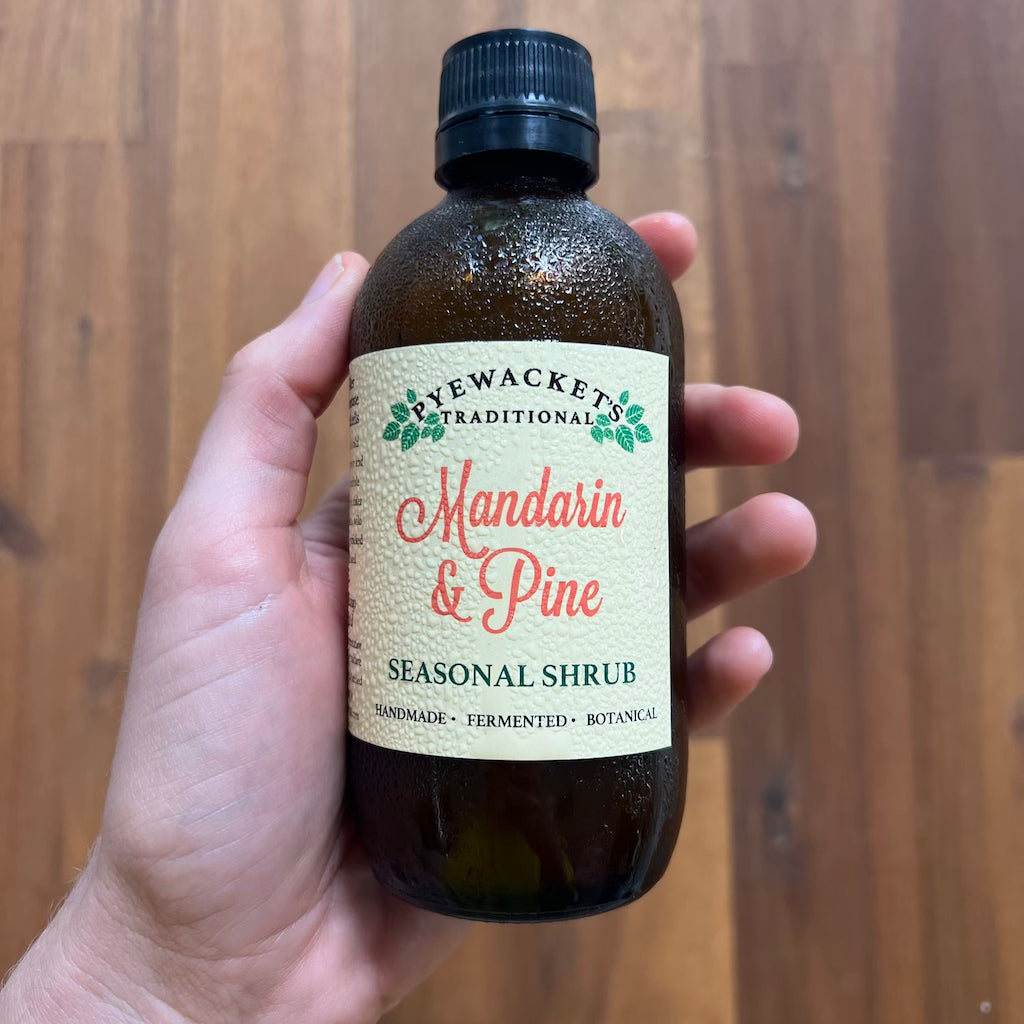 PYEWACKET'S
TRADITIONAL
Mandarin
& Pine
SEASONAL SHRUB
HANDMADE • FERMENTED • BOTANICAL